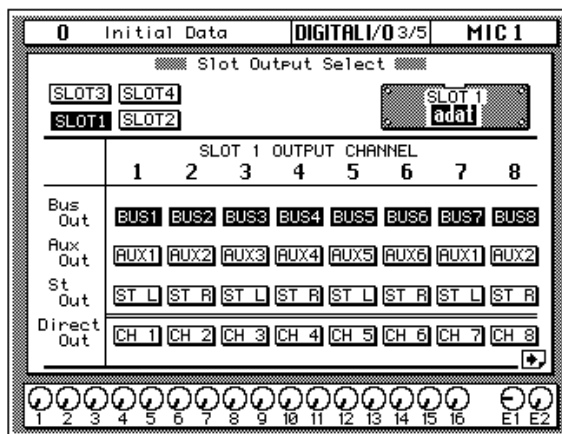 0 Initial Data DIGITAL I/O 3/5 MIC 1
Slot Output Select
SLOT3 SLOT4
SLOT1 SLOT2
SLOT 1
adat
SLOT 1 OUTPUT CHANNEL
1 2 3 4 5 6 7 8
Bus Out BUS1 BUS2 BUS3 BUS4 BUS5 BUS6 BUS7 BUS8
Aux Out AUX1 AUX2 AUX3 AUX4 AUX5 AUX6 AUX1 AUX2
St Out ST L ST R ST L ST R ST L ST R ST L ST R
Direct Out CH 1 CH 2 CH 3 CH 4 CH 5 CH 6 CH 7 CH 8
1 2 3 4 5 6 7 8 9 10 11 12 13 14 15 16 E1 E2